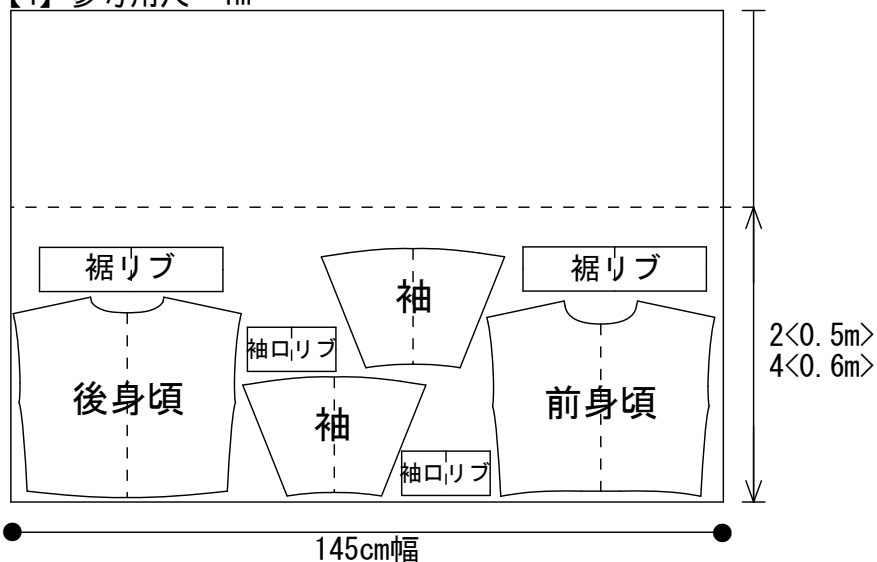 裾リブ
裾リブ
袖
袖口リブ
後身頃
前身頃
袖
袖口リブ
2<0.5m>
4<0.6m>
145cm幅